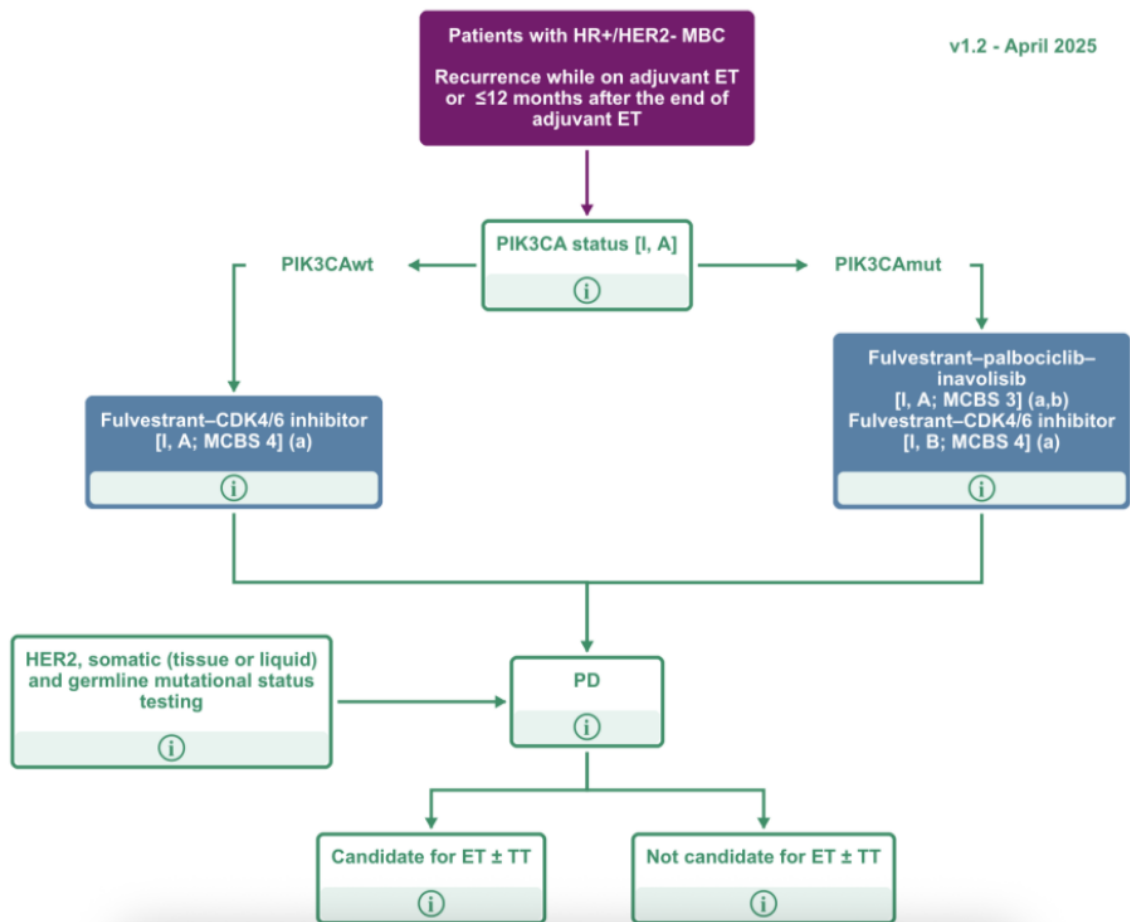 Patients with HR+/HER2- MBC
Recurrence while on adjuvant ET
or ≤12 months after the end of
adjuvant ET
v1.2 - April 2025
PIK3CA status [I, A]
i
PIK3CAwt
PIK3CAmut
Fulvestrant–CDK4/6 inhibitor
[I, A; MCBS 4] (a)
i
Fulvestrant–palbociclib–
inavolisib
[I, A; MCBS 3] (a,b)
Fulvestrant–CDK4/6 inhibitor
[I, B; MCBS 4] (a)
i
HER2, somatic (tissue or liquid)
and germline mutational status
testing
i
PD
i
Candidate for ET ± TT
i
Not candidate for ET ± TT
i